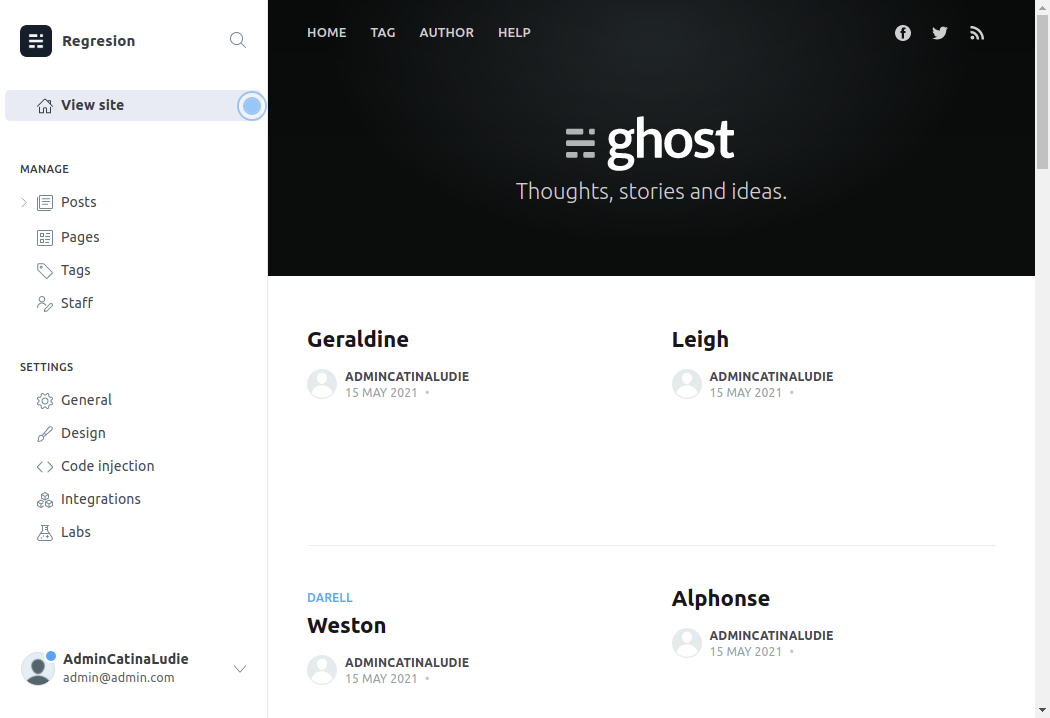 Regresion
View site
MANAGE
Posts
Pages
Tags
Staff
SETTINGS
General
Design
Code injection
Integrations
Labs
AdminCatinaLudie
admin@admin.com
HOME TAG AUTHOR HELP
ghost
Thoughts, stories and ideas.
Geraldine
ADMINCATINALUDIE
15 MAY 2021 •
Leigh
ADMINCATINALUDIE
15 MAY 2021 •
DARELL
Weston
ADMINCATINALUDIE
15 MAY 2021 •
Alphonse
ADMINCATINALUDIE
15 MAY 2021 •